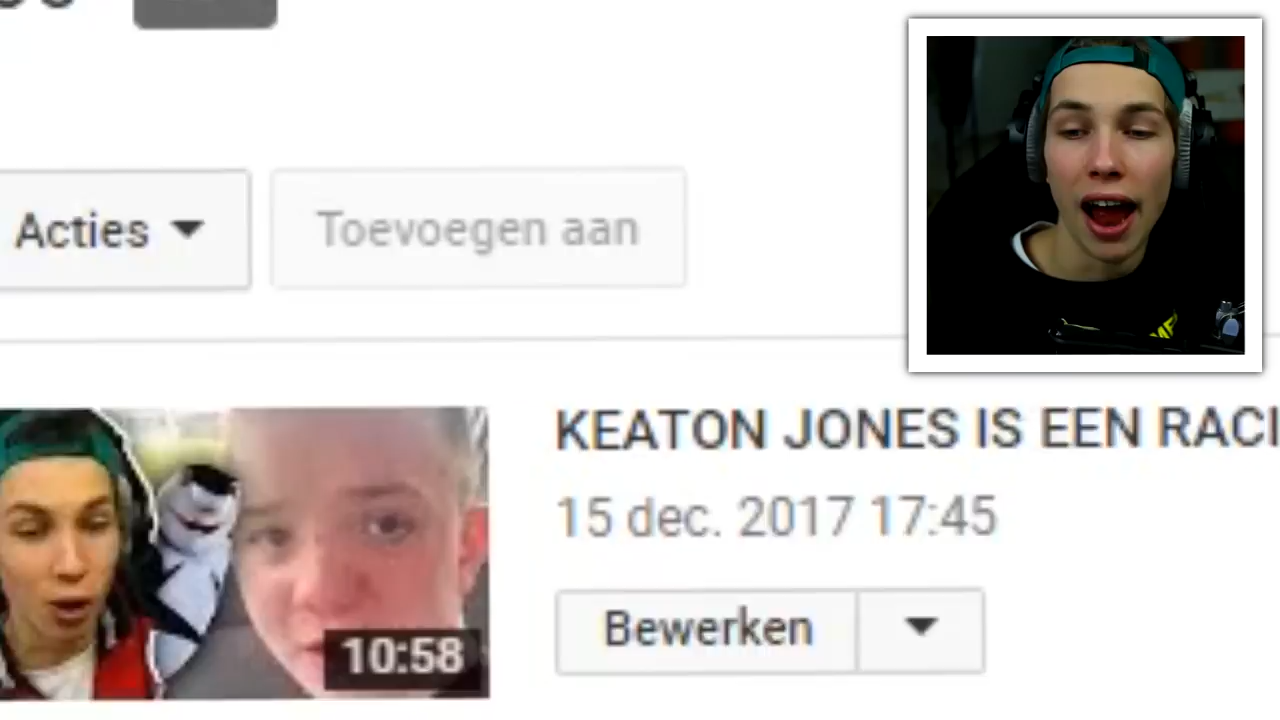 Acties
Toevoegen aan
KEATON JONES IS EEN RACI
15 dec. 2017 17:45
Bewerken
10:58